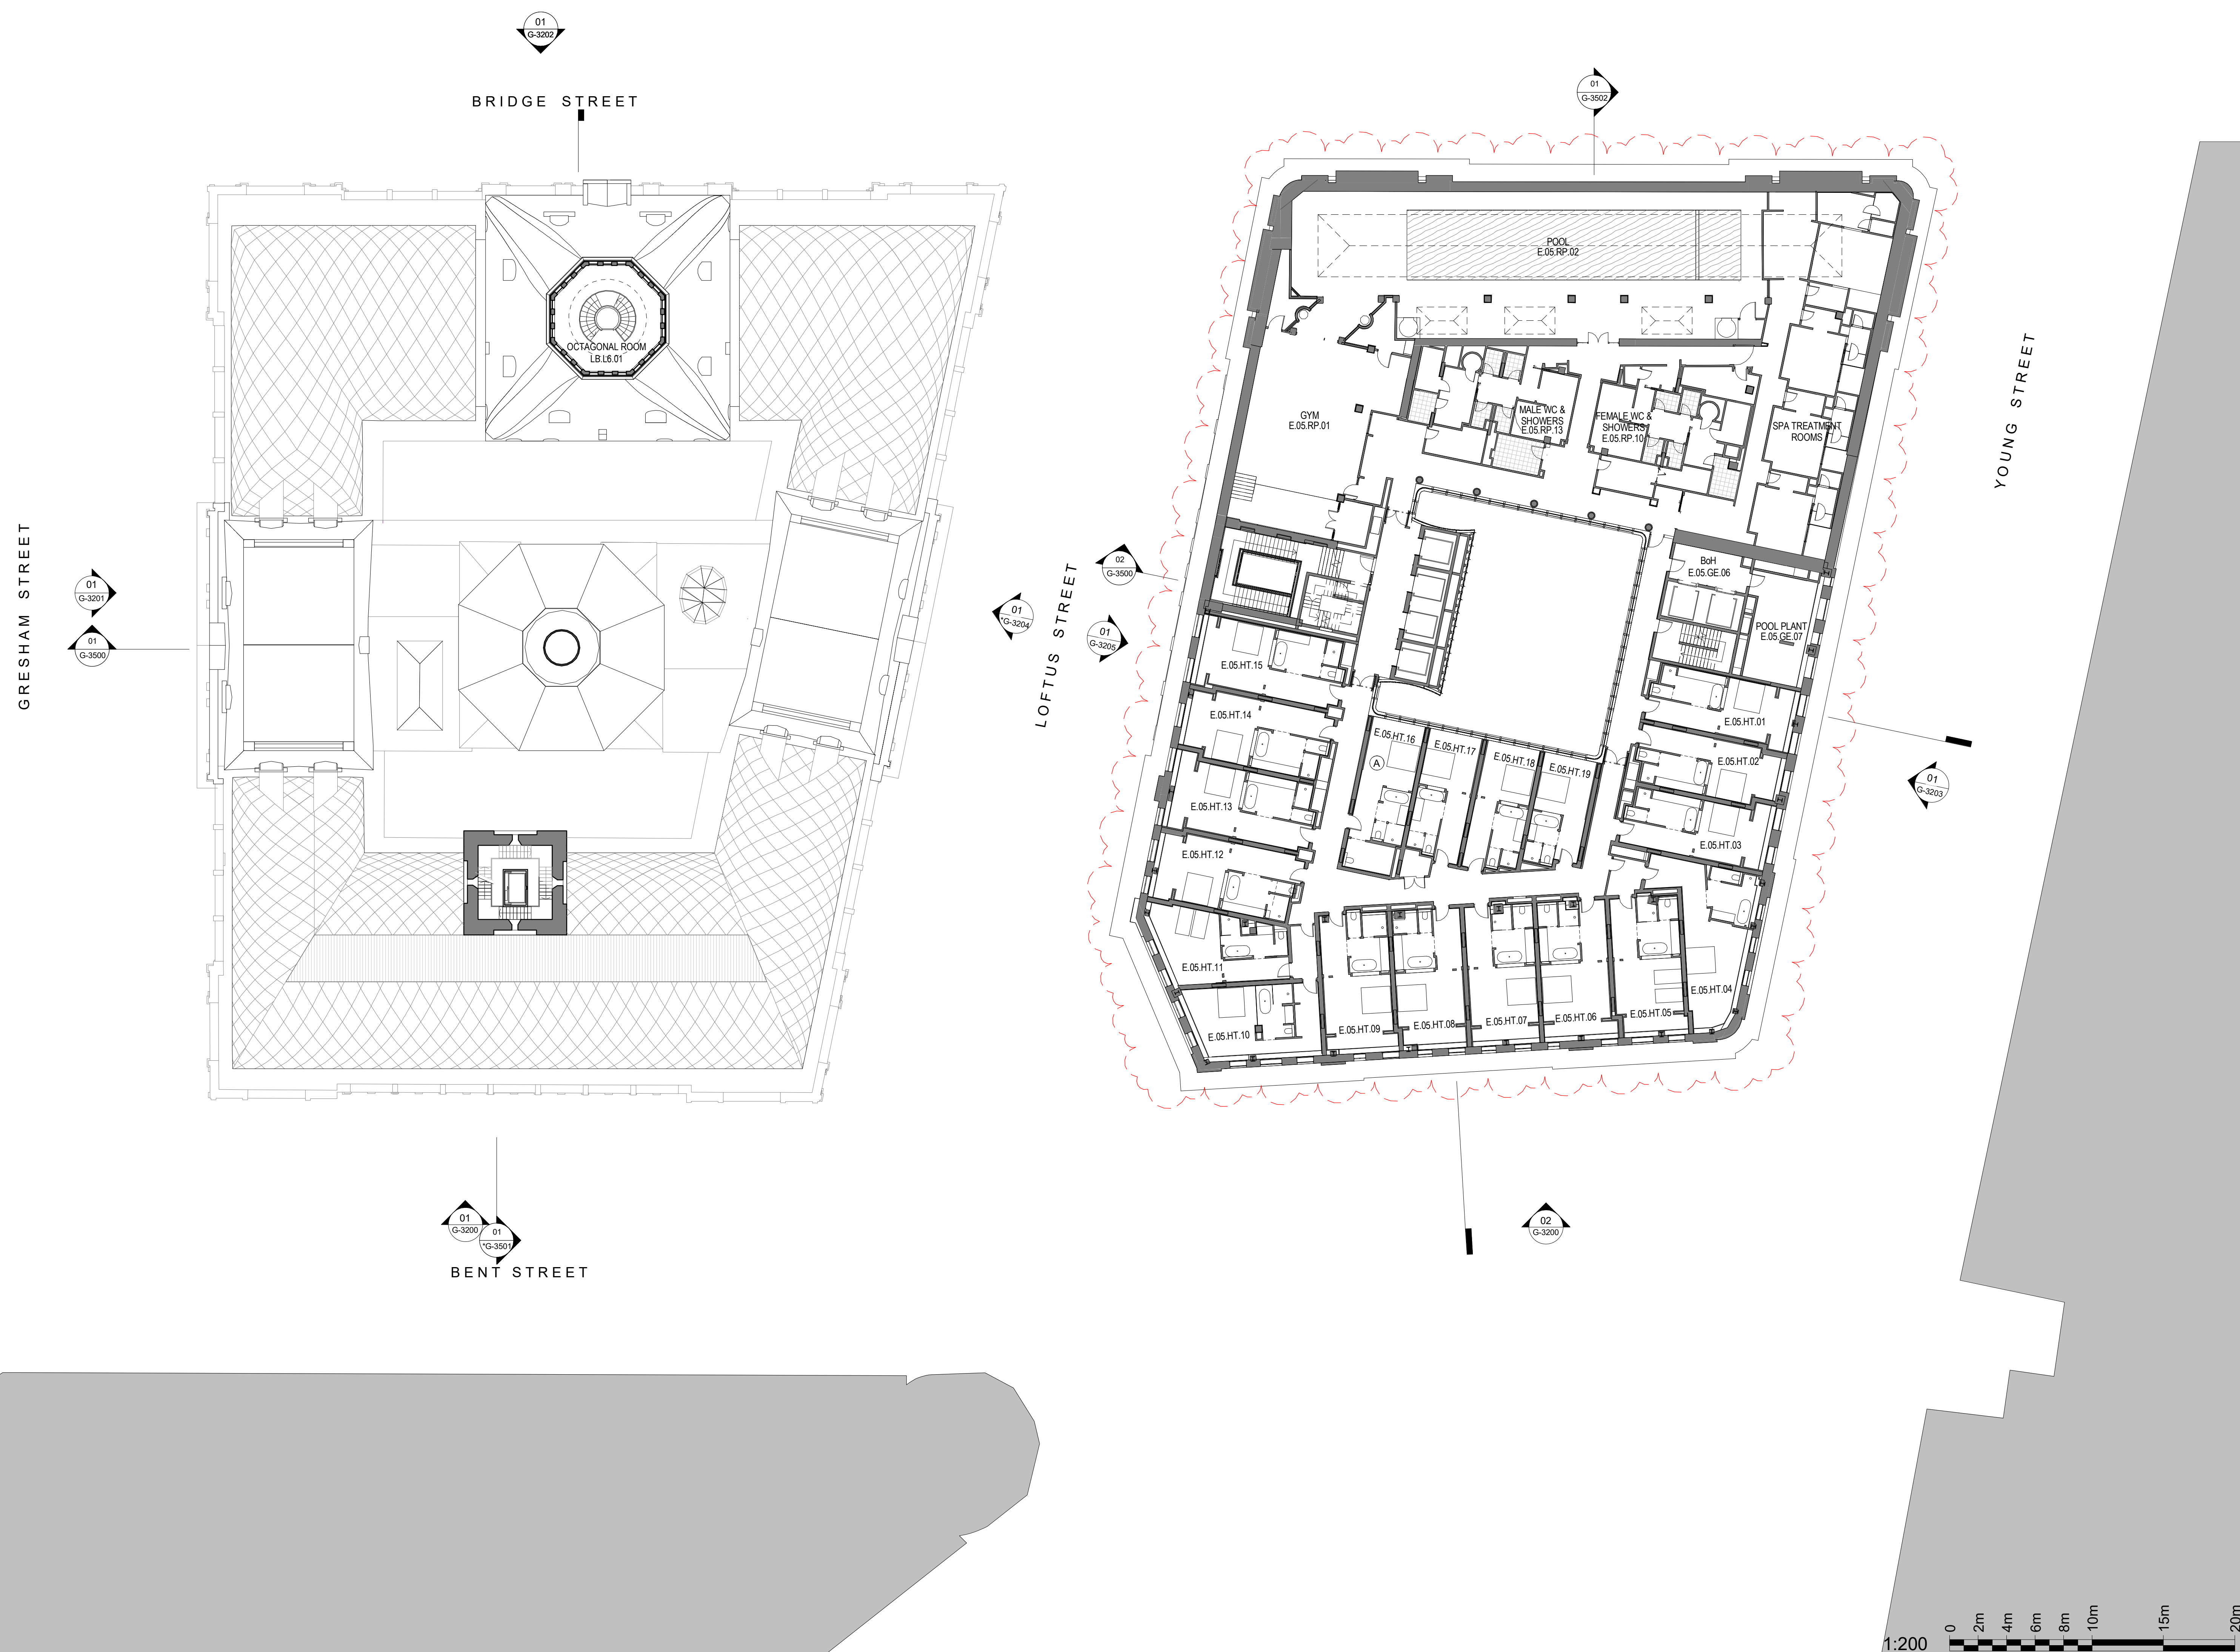 01
G-3202
BRIDGE STREET
01
G-3502
POOL
E.05.RP.02
OCTAGONAL ROOM
LB.L6.01
GYM
E.05.RP.01
MALE WC &
SHOWERS
E.05.RP.13
FEMALE WC &
SHOWERS
E.05.RP.10
SPA TREATMENT
ROOMS
YOUNG STREET
GRESHAM STREET
01
G-3201
01
G-3500
01
*G-3204
LOFTUS STREET
02
G-3500
01
G-3205
BoH
E.05.GE.06
POOL PLANT
E.05.GE.07
E.05.HT.15
E.05.HT.14
E.05.HT.13
E.05.HT.12
E.05.HT.11
E.05.HT.10
E.05.HT.16
E.05.HT.17
E.05.HT.18
E.05.HT.19
A
E.05.HT.01
E.05.HT.02
E.05.HT.03
E.05.HT.04
E.05.HT.09
E.05.HT.08
E.05.HT.07
E.05.HT.06
E.05.HT.05
01
G-3203
01
G-3200
01
*G-3501
BENT STREET
02
G-3200
1:200
0
2m
4m
6m
8m
10m
15m
20m